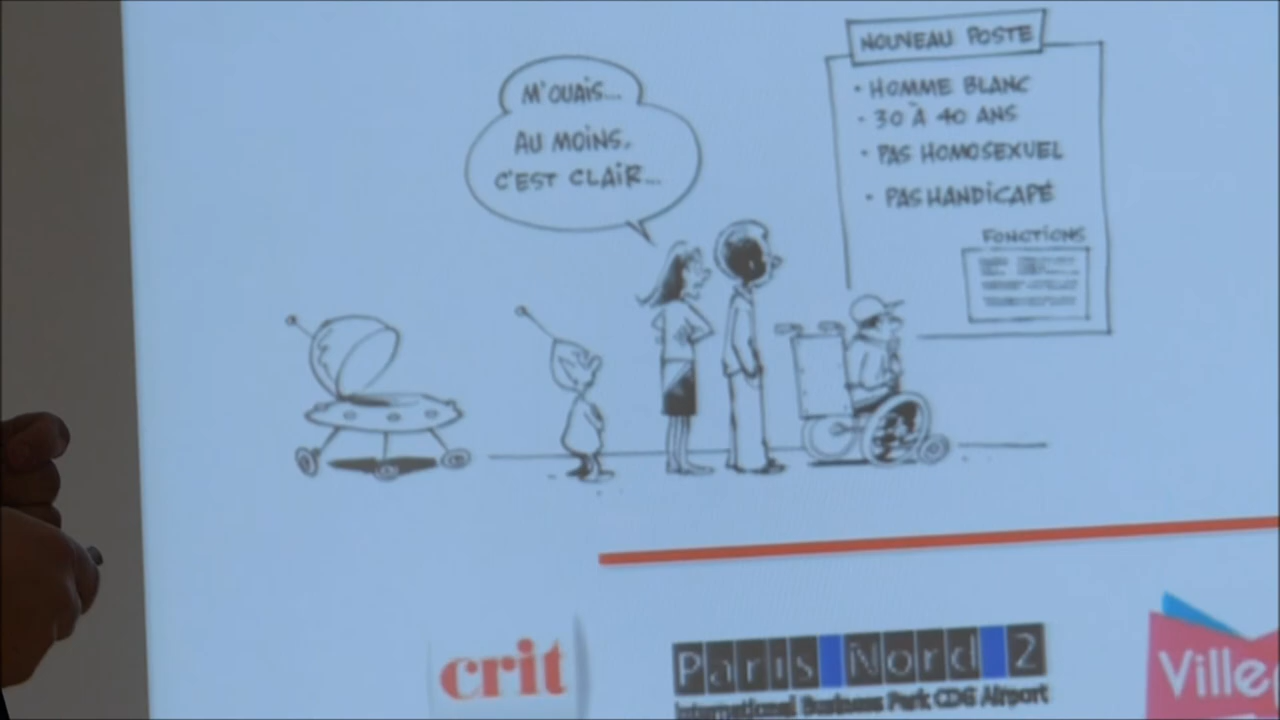 M'OUAIS...
AU MOINS,
C'EST CLAIR...
NOUVEAU POSTE
• HOMME BLANC
• 30 À 40 ANS
• PAS HOMOSEXUEL
• PAS HANDICAPÉ
FONCTIONS
crit
Paris Nord 2
International Business Park CDG Airport
Ville